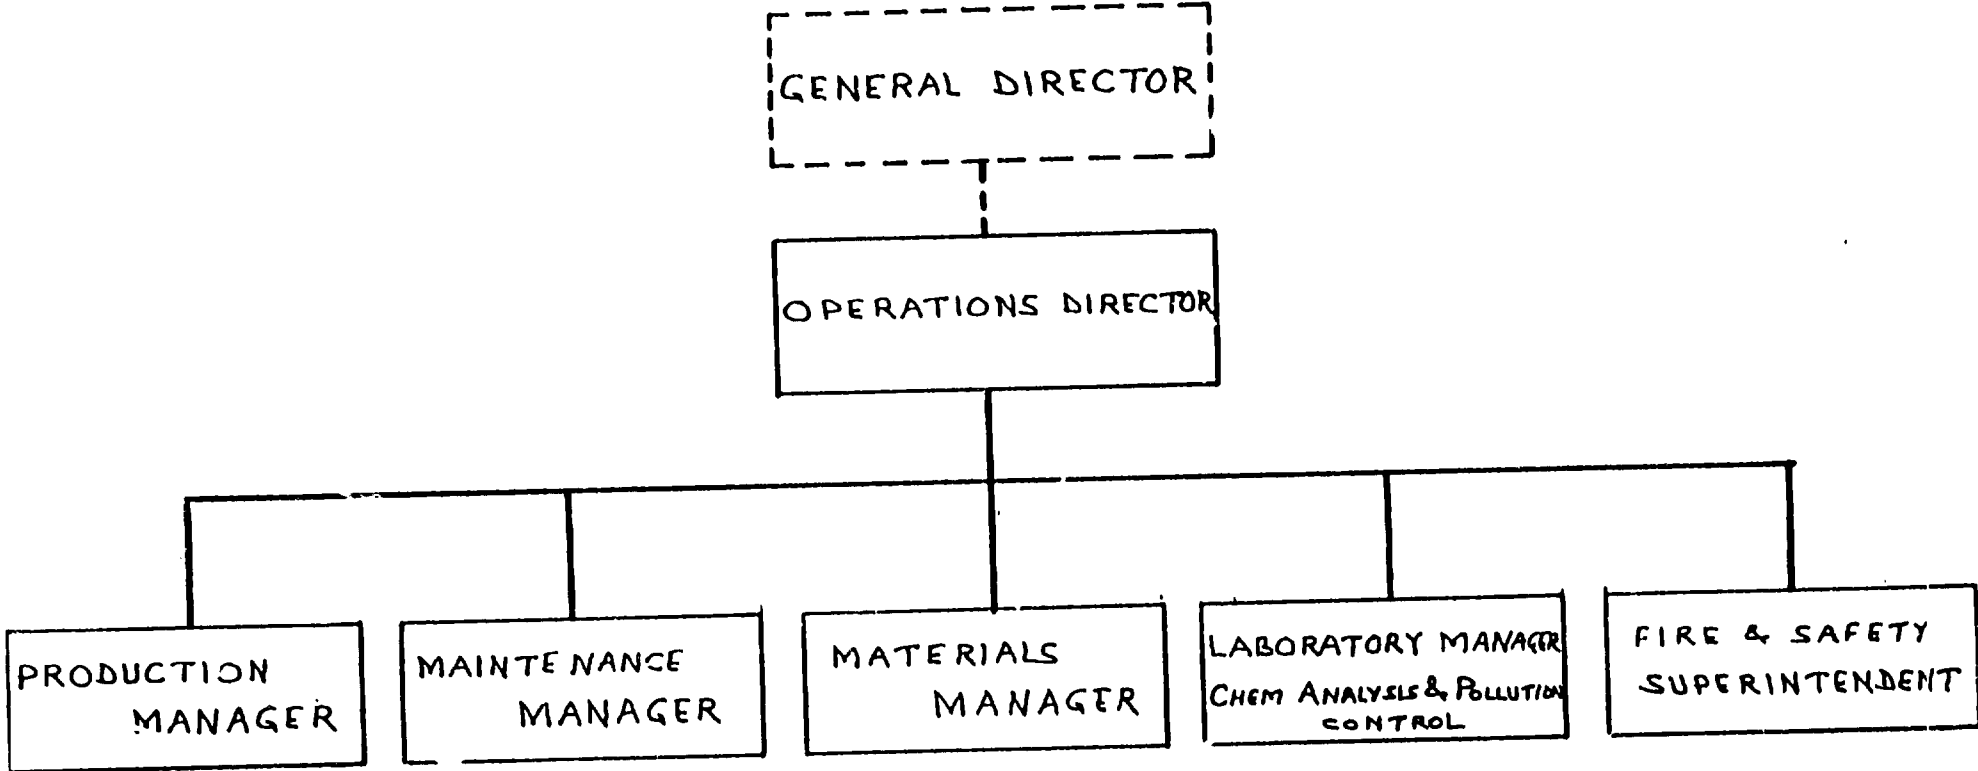 GENERAL DIRECTOR
OPERATIONS DIRECTOR
PRODUCTION
MANAGER
MAINTENANCE
MANAGER
MATERIALS
MANAGER
LABORATORY MANAGER
CHEM ANALYSIS & POLLUTION
CONTROL
FIRE & SAFETY
SUPERINTENDENT